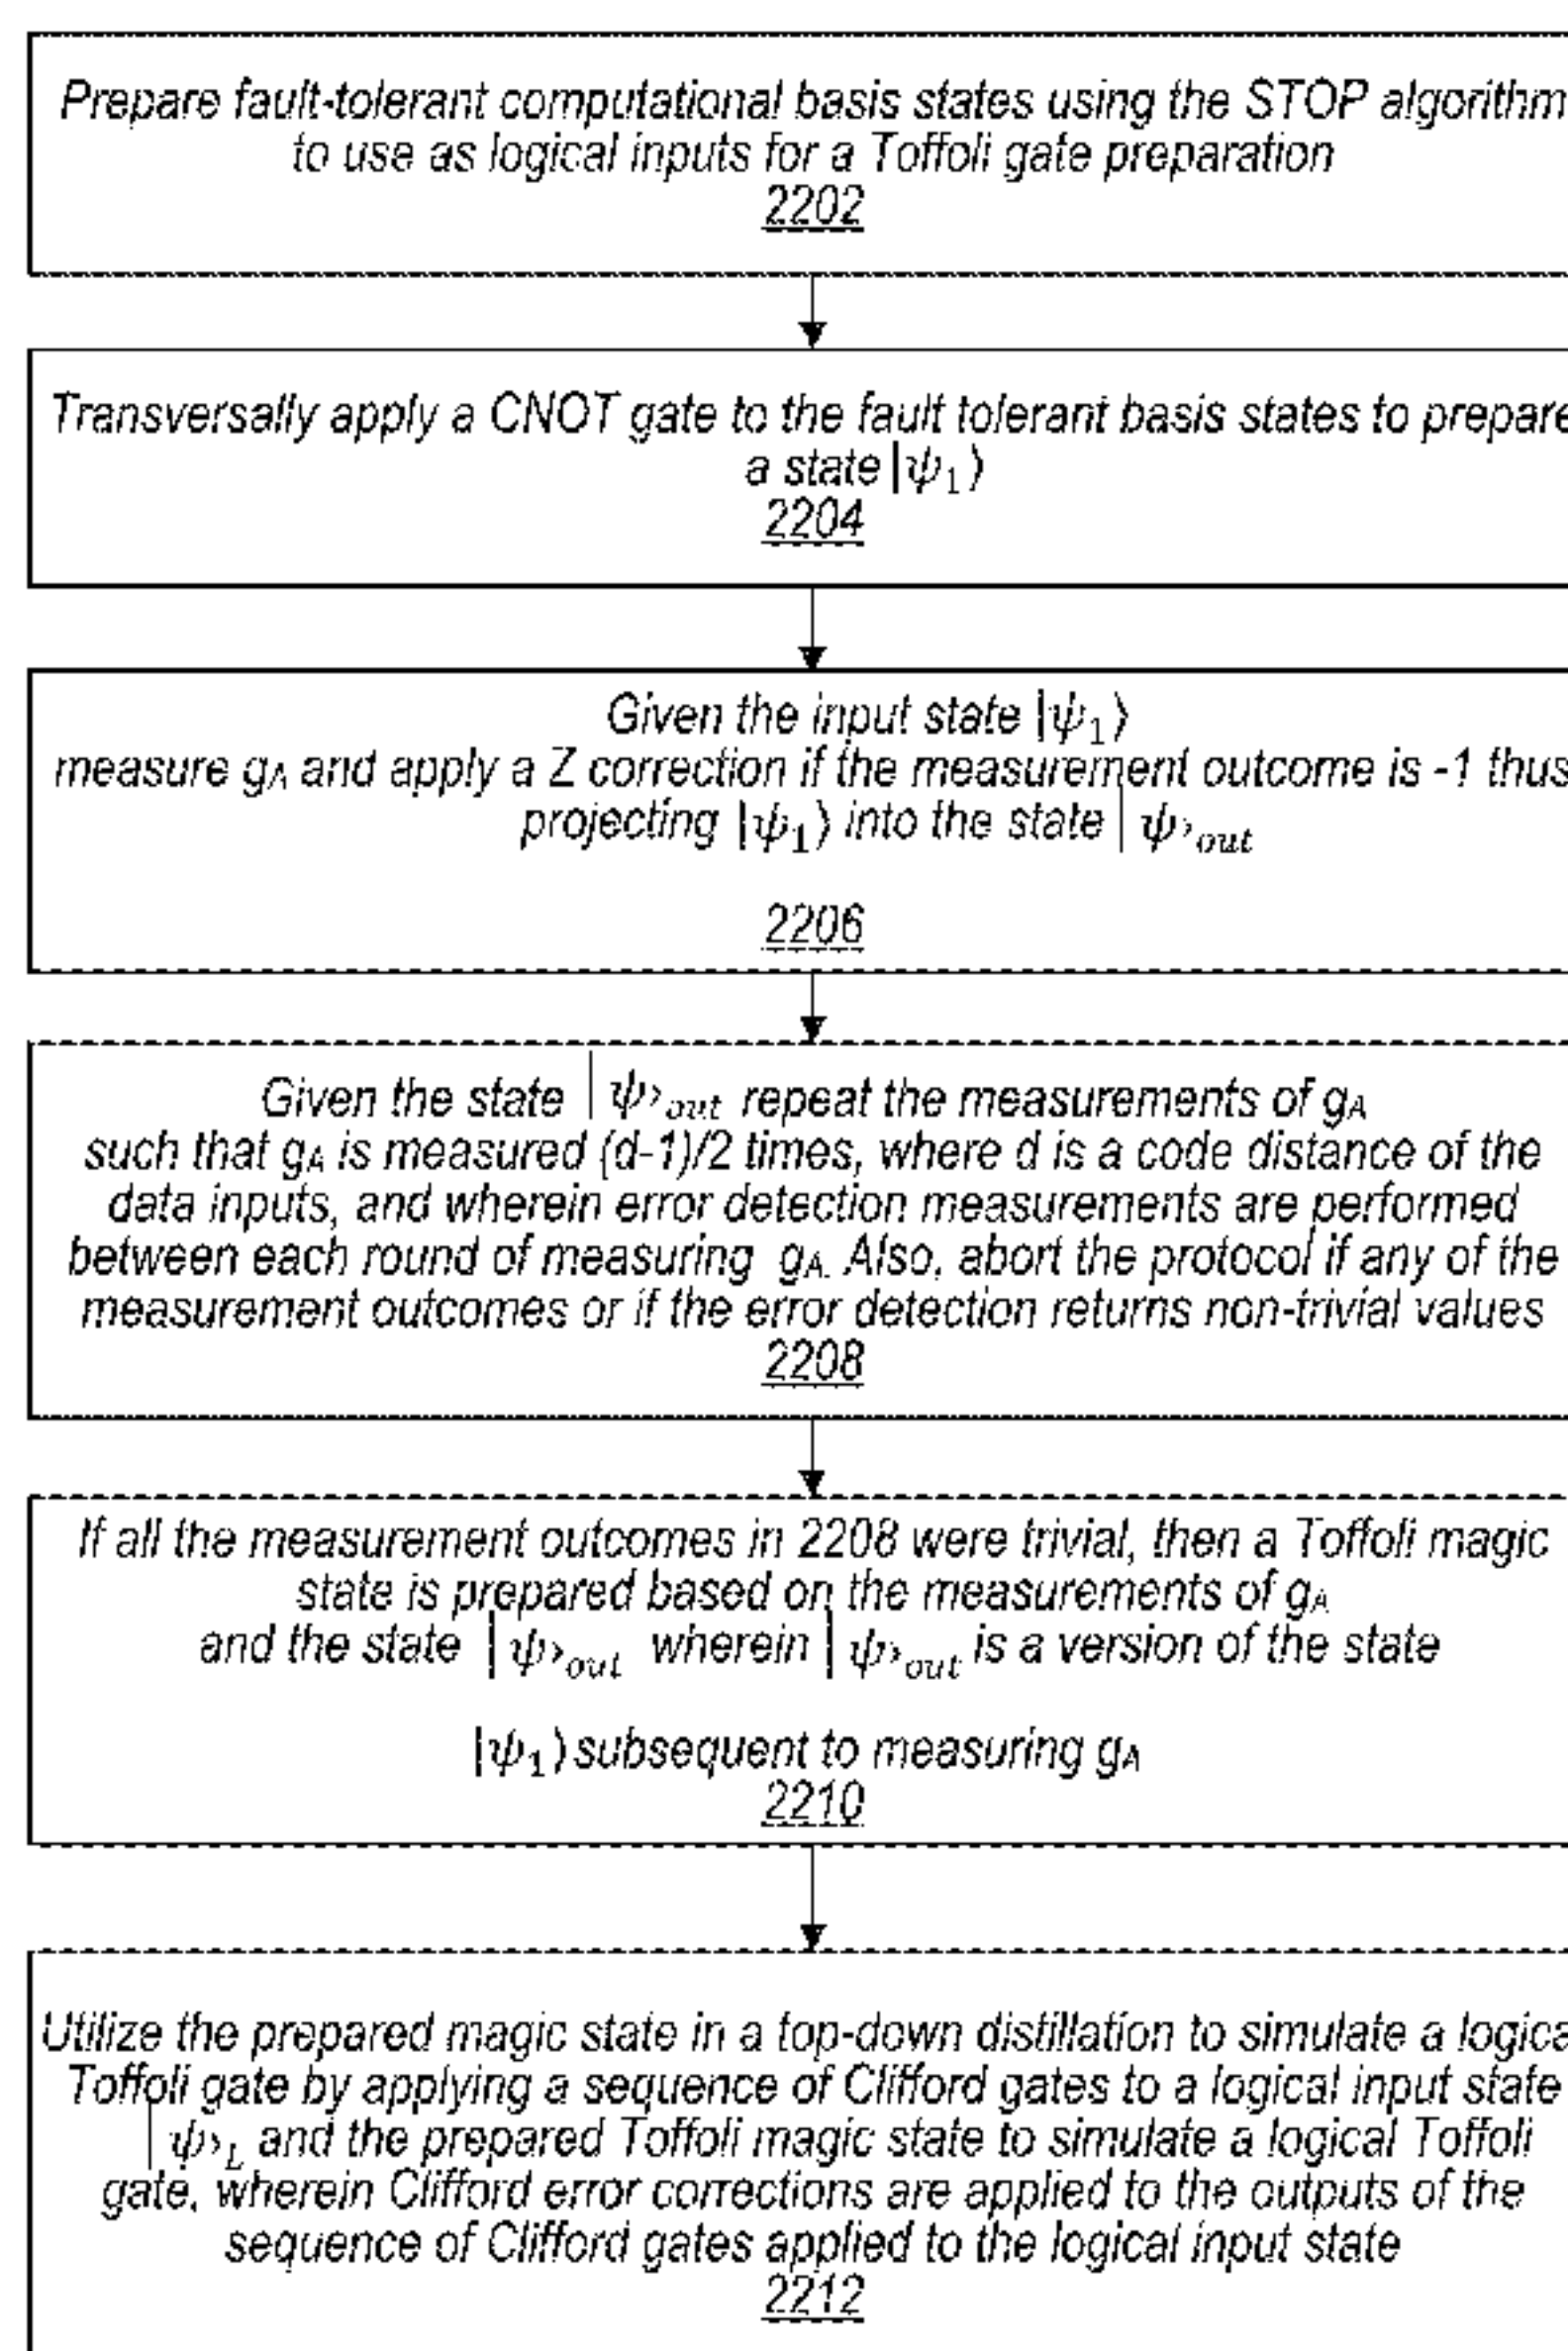 Prepare fault-tolerant computational basis states using the STOP algorithm
to use as logical inputs for a Toffoli gate preparation
2202
Transversally apply a CNOT gate to the fault tolerant basis states to prepare
a state |ψ₁⟩
2204
Given the input state |ψ₁⟩
measure gA and apply a Z correction if the measurement outcome is -1 thus
projecting |ψ₁⟩ into the state |ψ›out
2206
Given the state |ψ›out repeat the measurements of gA
such that gA is measured (d-1)/2 times, where d is a code distance of the
data inputs, and wherein error detection measurements are performed
between each round of measuring gA. Also, abort the protocol if any of the
measurement outcomes or if the error detection returns non-trivial values
2208
If all the measurement outcomes in 2208 were trivial, then a Toffoli magic
state is prepared based on the measurements of gA
and the state |ψ›out wherein |ψ›out is a version of the state
|ψ₁⟩ subsequent to measuring gA
2210
Utilize the prepared magic state in a top-down distillation to simulate a logica
Toffoli gate by applying a sequence of Clifford gates to a logical input state
|ψ›L and the prepared Toffoli magic state to simulate a logical Toffoli
gate, wherein Clifford error corrections are applied to the outputs of the
sequence of Clifford gates applied to the logical input state
2212